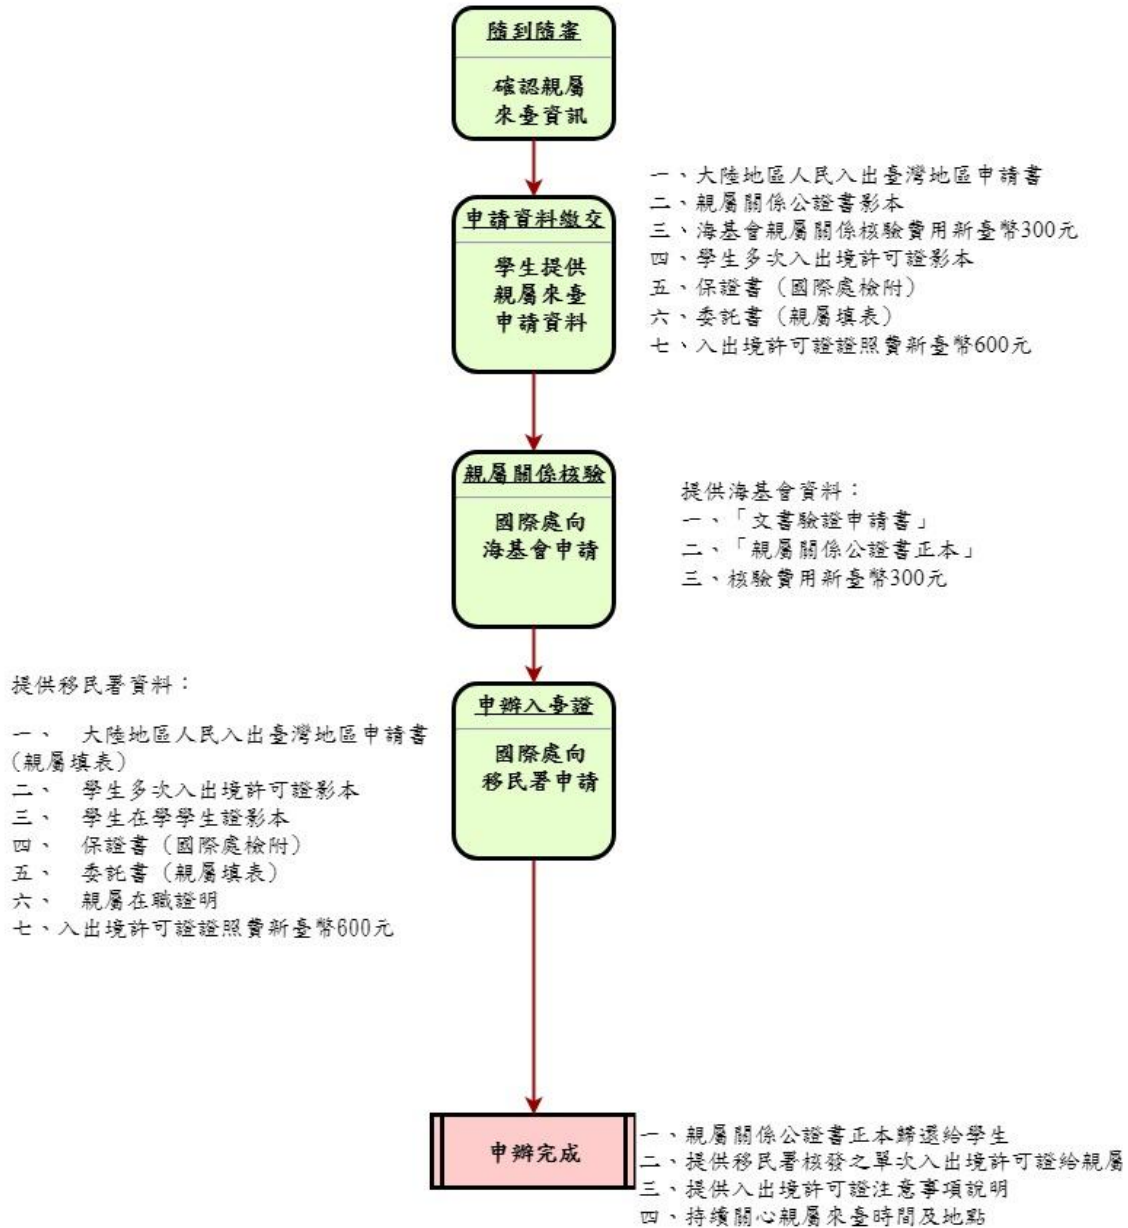 隨到隨審
確認親屬
來臺資訊
申請資料繳交
學生提供
親屬來臺
申請資料
一、大陸地區人民入出臺灣地區申請書
二、親屬關係公證書影本
三、海基會親屬關係核驗費用新臺幣300元
四、學生多次入出境許可證影本
五、保證書（國際處檢附）
六、委託書（親屬填表）
七、入出境許可證證照費新臺幣600元
親屬關係核驗
國際處向
海基會申請
提供海基會資料：
一、「文書驗證申請書」
二、「親屬關係公證書正本」
三、核驗費用新臺幣300元
申辦入臺證
國際處向
移民署申請
提供移民署資料：
一、 大陸地區人民入出臺灣地區申請書
(親屬填表)
二、 學生多次入出境許可證影本
三、 學生在學學生證影本
四、 保證書（國際處檢附）
五、 委託書（親屬填表）
六、 親屬在職證明
七、入出境許可證證照費新臺幣600元
申辦完成
一、親屬關係公證書正本歸還給學生
二、提供移民署核發之單次入出境許可證給親屬
三、提供入出境許可證注意事項說明
四、持續關心親屬來臺時間及地點